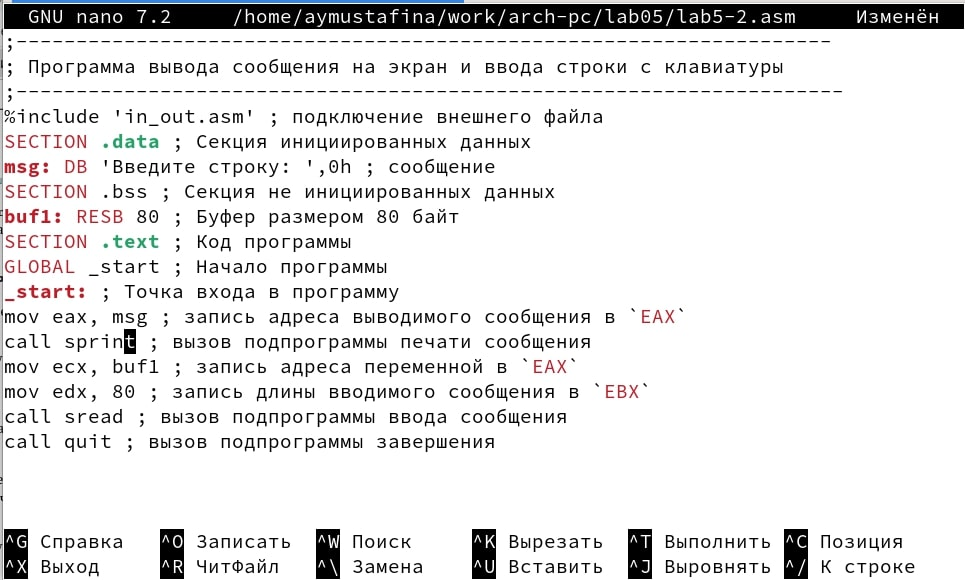 GNU nano 7.2 /home/aymustafina/work/arch-pc/lab05/lab5-2.asm Изменён
;--------------------------------------------------------------------
; Программа вывода сообщения на экран и ввода строки с клавиатуры
;---------------------------------------------------------------------
%include 'in_out.asm' ; подключение внешнего файла
SECTION .data ; Секция инициированных данных
msg: DB 'Введите строку: ',0h ; сообщение
SECTION .bss ; Секция не инициированных данных
buf1: RESB 80 ; Буфер размером 80 байт
SECTION .text ; Код программы
GLOBAL _start ; Начало программы
_start: ; Точка входа в программу
mov eax, msg ; запись адреса выводимого сообщения в `EAX`
call sprint ; вызов подпрограммы печати сообщения
mov ecx, buf1 ; запись адреса переменной в `EAX`
mov edx, 80 ; запись длины вводимого сообщения в `EBX`
call sread ; вызов подпрограммы ввода сообщения
call quit ; вызов подпрограммы завершения
^G Справка ^O Записать ^W Поиск ^K Вырезать ^T Выполнить ^C Позиция
^X Выход ^R ЧитФайл ^\ Замена ^U Вставить ^J Выровнять ^/ К строке